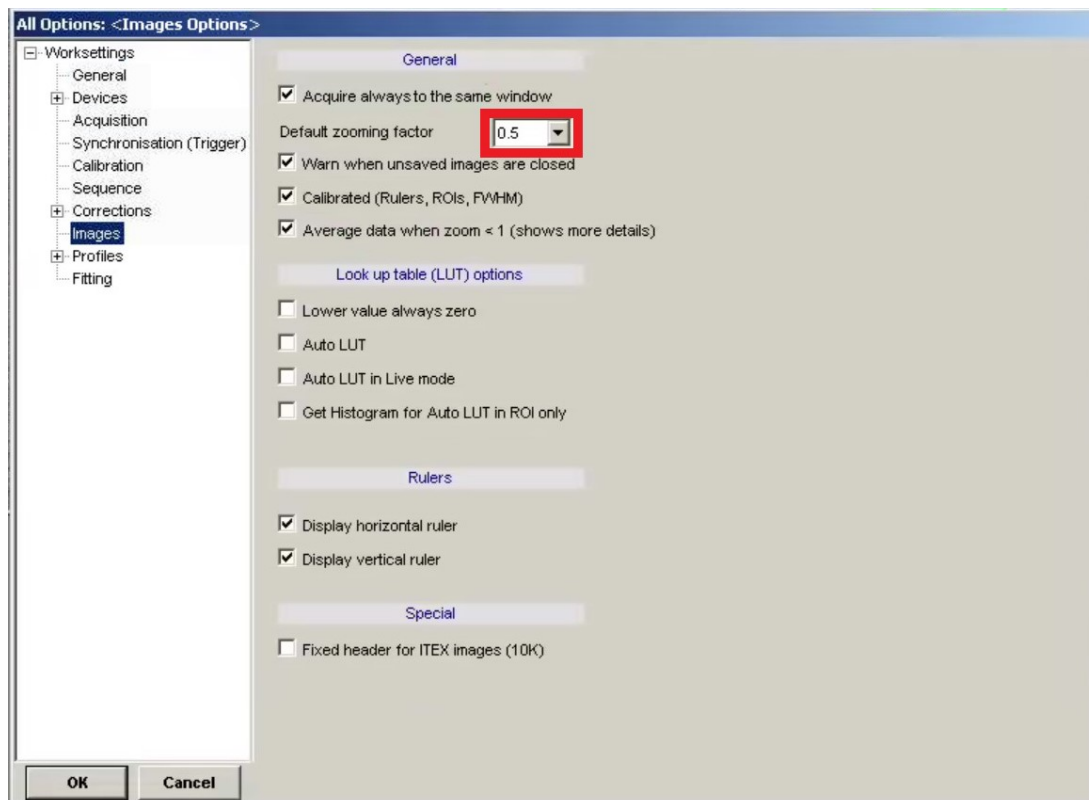 All Options: <Images Options>
Worksettings
General
Devices
Acquisition
Synchronisation (Trigger)
Calibration
Sequence
Corrections
Images
Profiles
Fitting
General
Acquire always to the same window
Default zooming factor 0.5
Warn when unsaved images are closed
Calibrated (Rulers, ROIs, FWHM)
Average data when zoom < 1 (shows more details)
Look up table (LUT) options
Lower value always zero
Auto LUT
Auto LUT in Live mode
Get Histogram for Auto LUT in ROI only
Rulers
Display horizontal ruler
Display vertical ruler
Special
Fixed header for ITEX images (10K)
OK Cancel